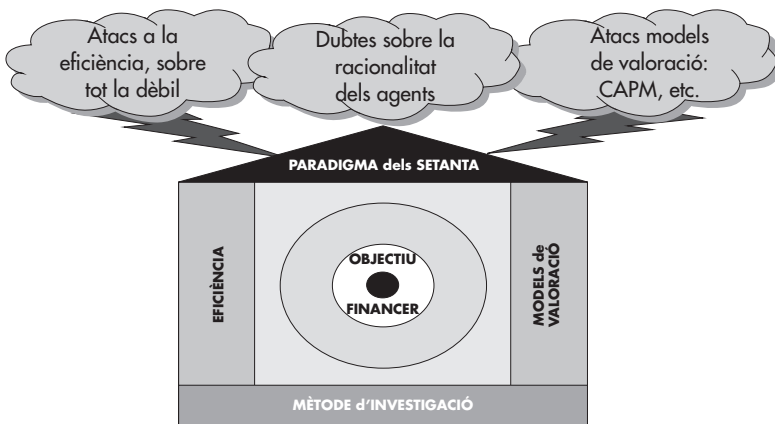 Atacs a la
eficiència, sobre
tot la dèbil
Dubtes sobre la
racionalitat
dels agents
Atacs models
de valoració:
CAPM, etc.
PARADIGMA dels SETANTA
EFICIÈNCIA
OBJECTIU
FINANCER
MODELS de
VALORACIÓ
MÈTODE d'INVESTIGACIÓ